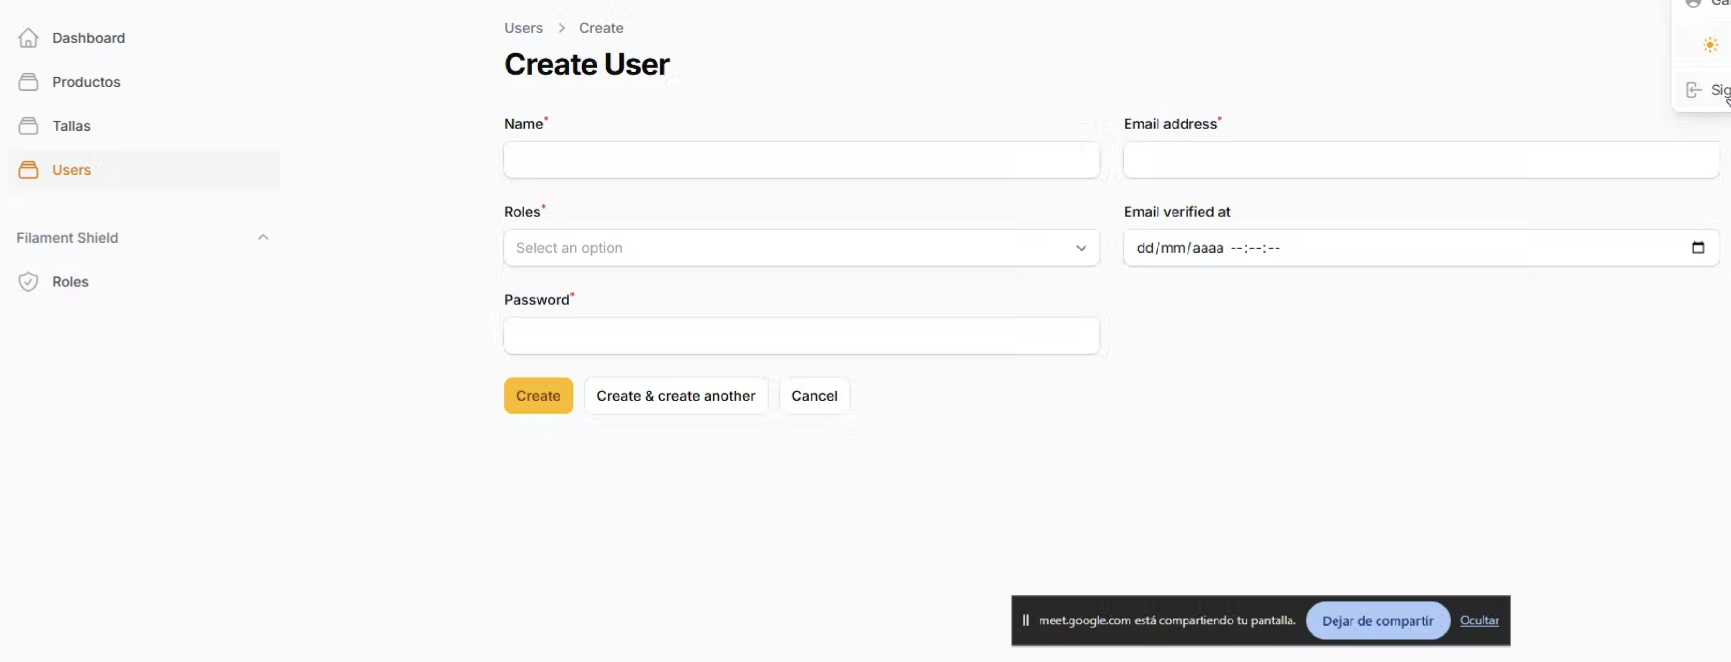 Dashboard
Productos
Tallas
Users
Filament Shield
Roles
Users > Create
Create User
Name*
Email address*
Roles*
Select an option
Email verified at
dd/mm/aaaa --:--:--
Password*
Create
Create & create another
Cancel
meet.google.com está compartiendo tu pantalla.
Dejar de compartir
Ocultar